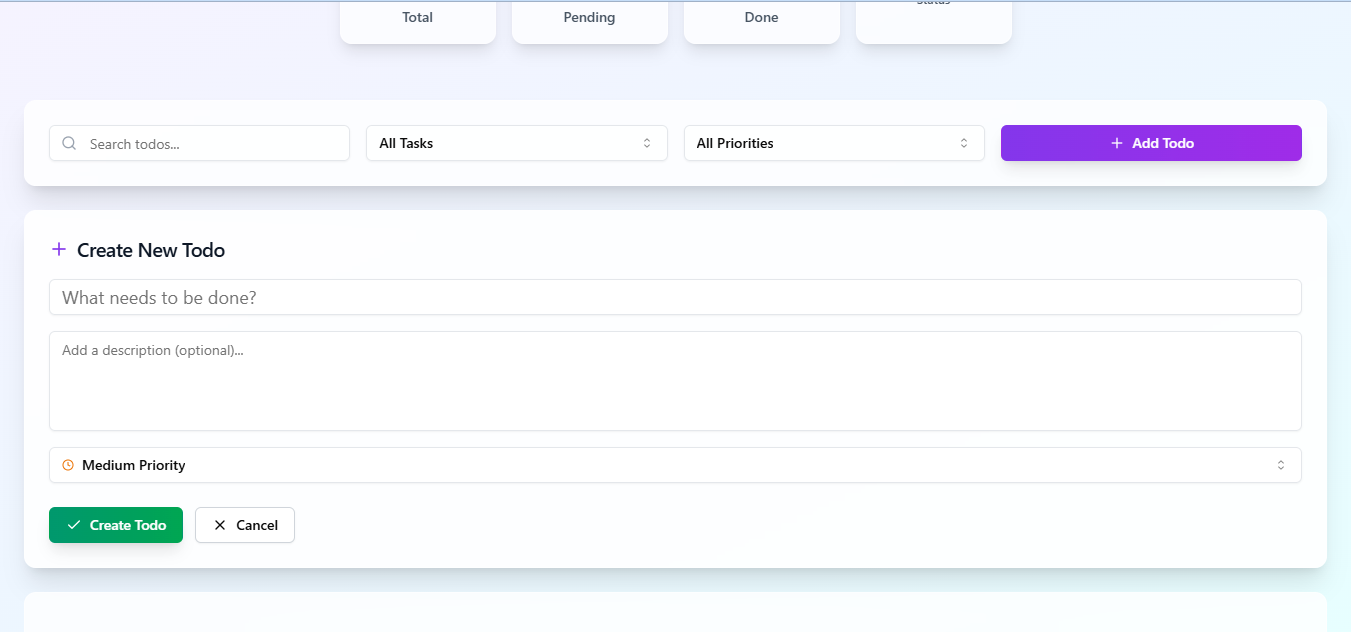 Total
Pending
Done
Status
Search todos...
All Tasks
All Priorities
Add Todo
Create New Todo
What needs to be done?
Add a description (optional)...
Medium Priority
Create Todo
Cancel